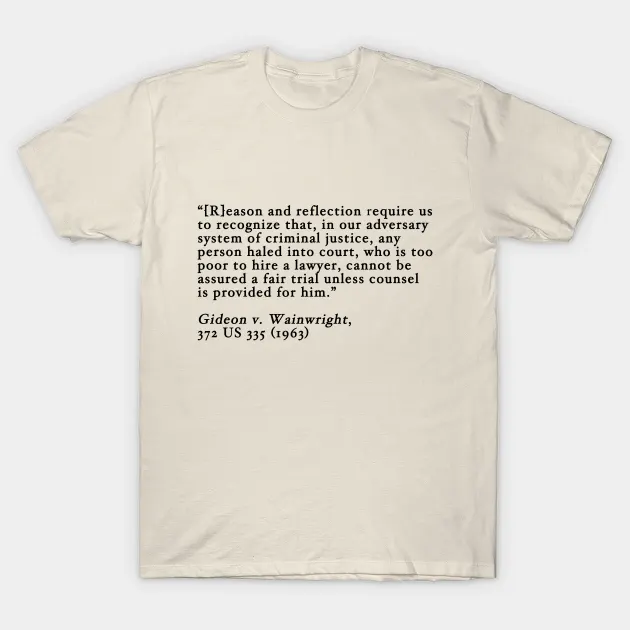 “[R]eason and reflection require us
to recognize that, in our adversary
system of criminal justice, any
person haled into court, who is too
poor to hire a lawyer, cannot be
assured a fair trial unless counsel
is provided for him.”
Gideon v. Wainwright,
372 US 335 (1963)